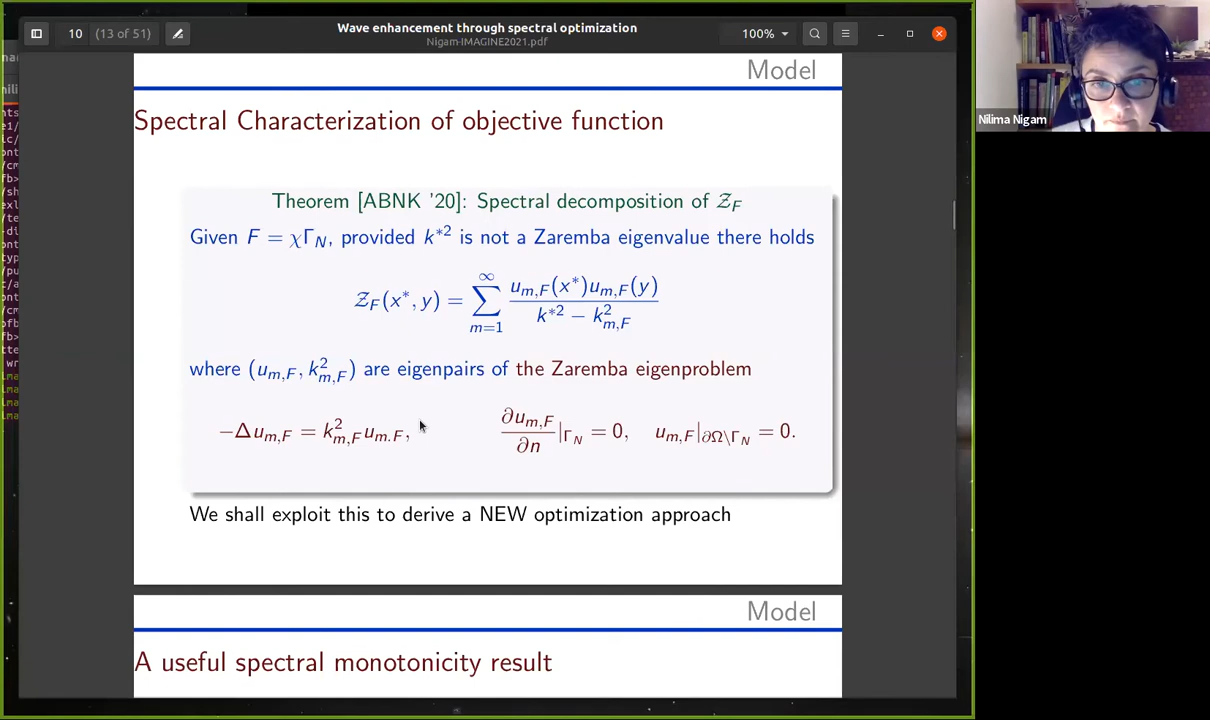 Wave enhancement through spectral optimization
Nigam-IMAGINE2021.pdf
10 (13 of 51)
100%
Model
Spectral Characterization of objective function
Theorem [ABNK '20]: Spectral decomposition of 𝒵_F
Given F = χΓ_N, provided k*² is not a Zaremba eigenvalue there holds
𝒵_F(x*, y) = ∑_{m=1}^{∞} u_{m,F}(x*)u_{m,F}(y) / (k*² − k²_{m,F})
where (u_{m,F}, k²_{m,F}) are eigenpairs of the Zaremba eigenproblem
−Δu_{m,F} = k²_{m,F}u_{m.F}, ∂u_{m,F}/∂n|_{Γ_N} = 0, u_{m,F}|_{∂Ω\Γ_N} = 0.
We shall exploit this to derive a NEW optimization approach
Model
A useful spectral monotonicity result
Nilima Nigam